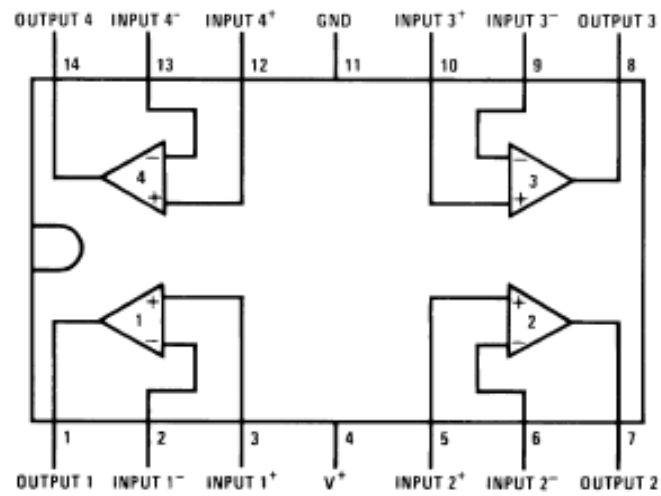 OUTPUT 4 INPUT 4⁻ INPUT 4⁺ GND INPUT 3⁺ INPUT 3⁻ OUTPUT 3
14 13 12 11 10 9 8
− −
4 3
+ +
+ +
1 2
− −
1 2 3 4 5 6 7
OUTPUT 1 INPUT 1⁻ INPUT 1⁺ V⁺ INPUT 2⁺ INPUT 2⁻ OUTPUT 2